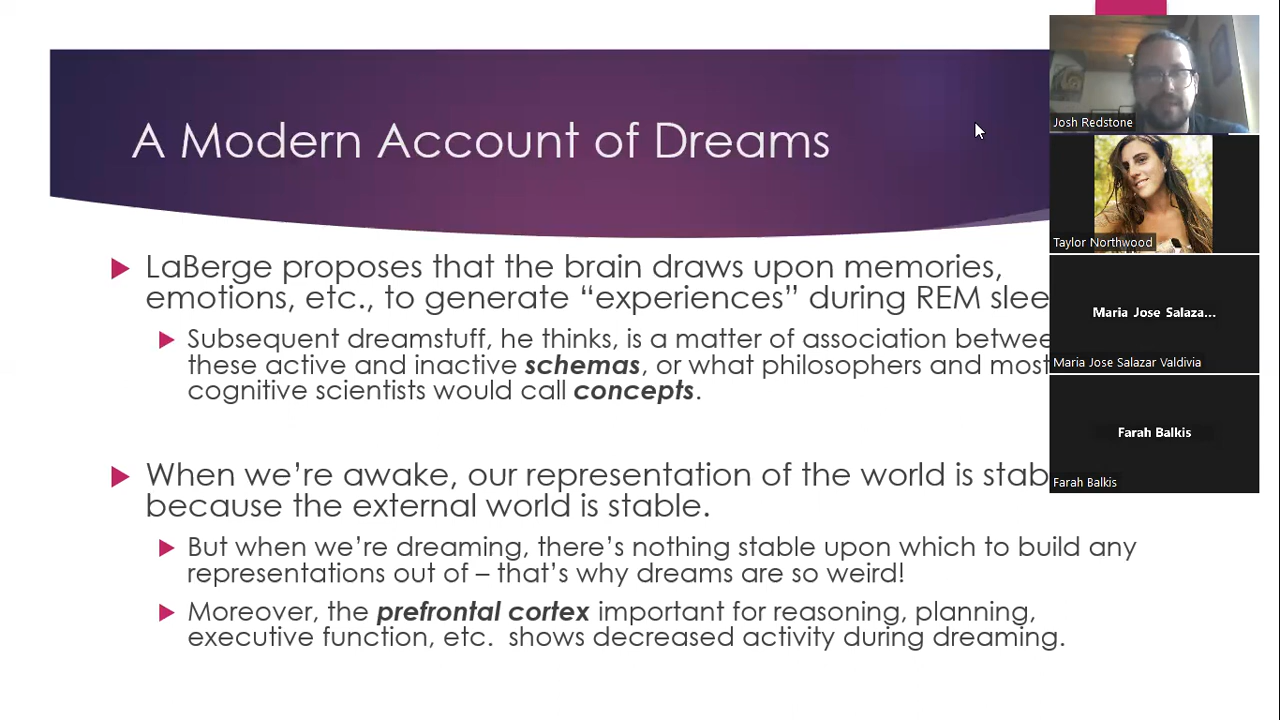 A Modern Account of Dreams
LaBerge proposes that the brain draws upon memories,
emotions, etc., to generate “experiences” during REM
Subsequent dreamstuff, he thinks, is a matter of association
these active and inactive schemas, or what philosophers and most
cognitive scientists would call concepts.
When we’re awake, our representation of the world is
because the external world is stable.
But when we’re dreaming, there’s nothing stable upon which to build any
representations out of – that’s why dreams are so weird!
Moreover, the prefrontal cortex important for reasoning, planning,
executive function, etc.  shows decreased activity during dreaming.
Josh Redstone
Taylor Northwood
Maria Jose Salaza...
Maria Jose Salazar Valdivia
Farah Balkis
Farah Balkis